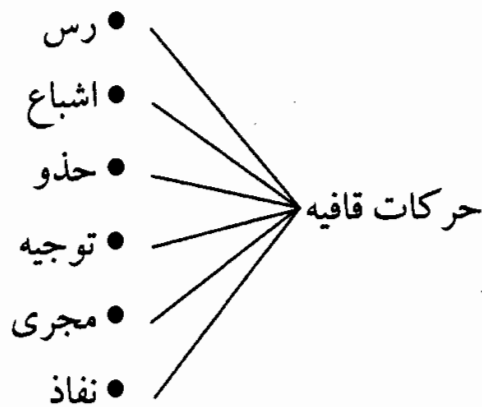 حرکات قافیه
● رس
● اشباع
● حذو
● توجیه
● مجری
● نفاذ